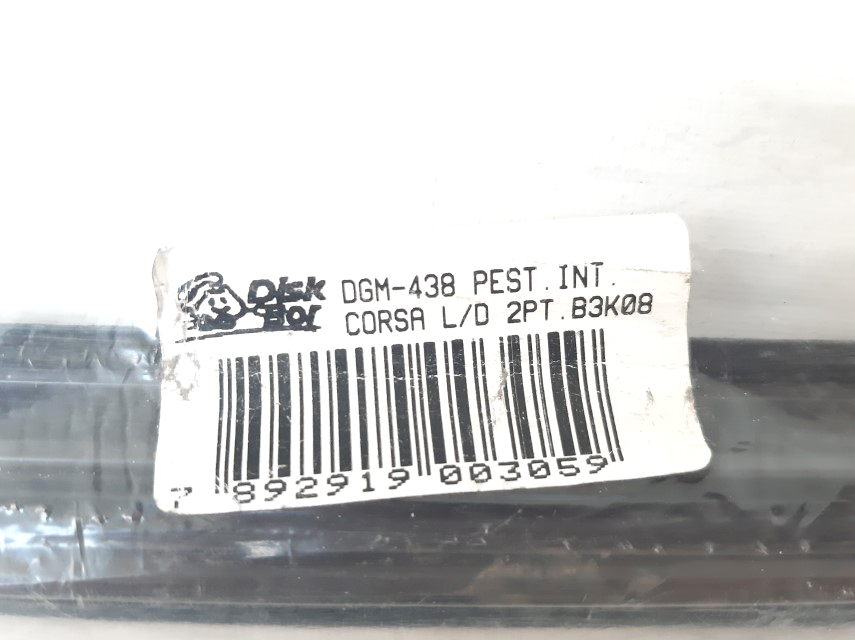 Disk
Bor
DGM-438 PEST.INT.
CORSA L/D 2PT.B3K08
7 892919 003059